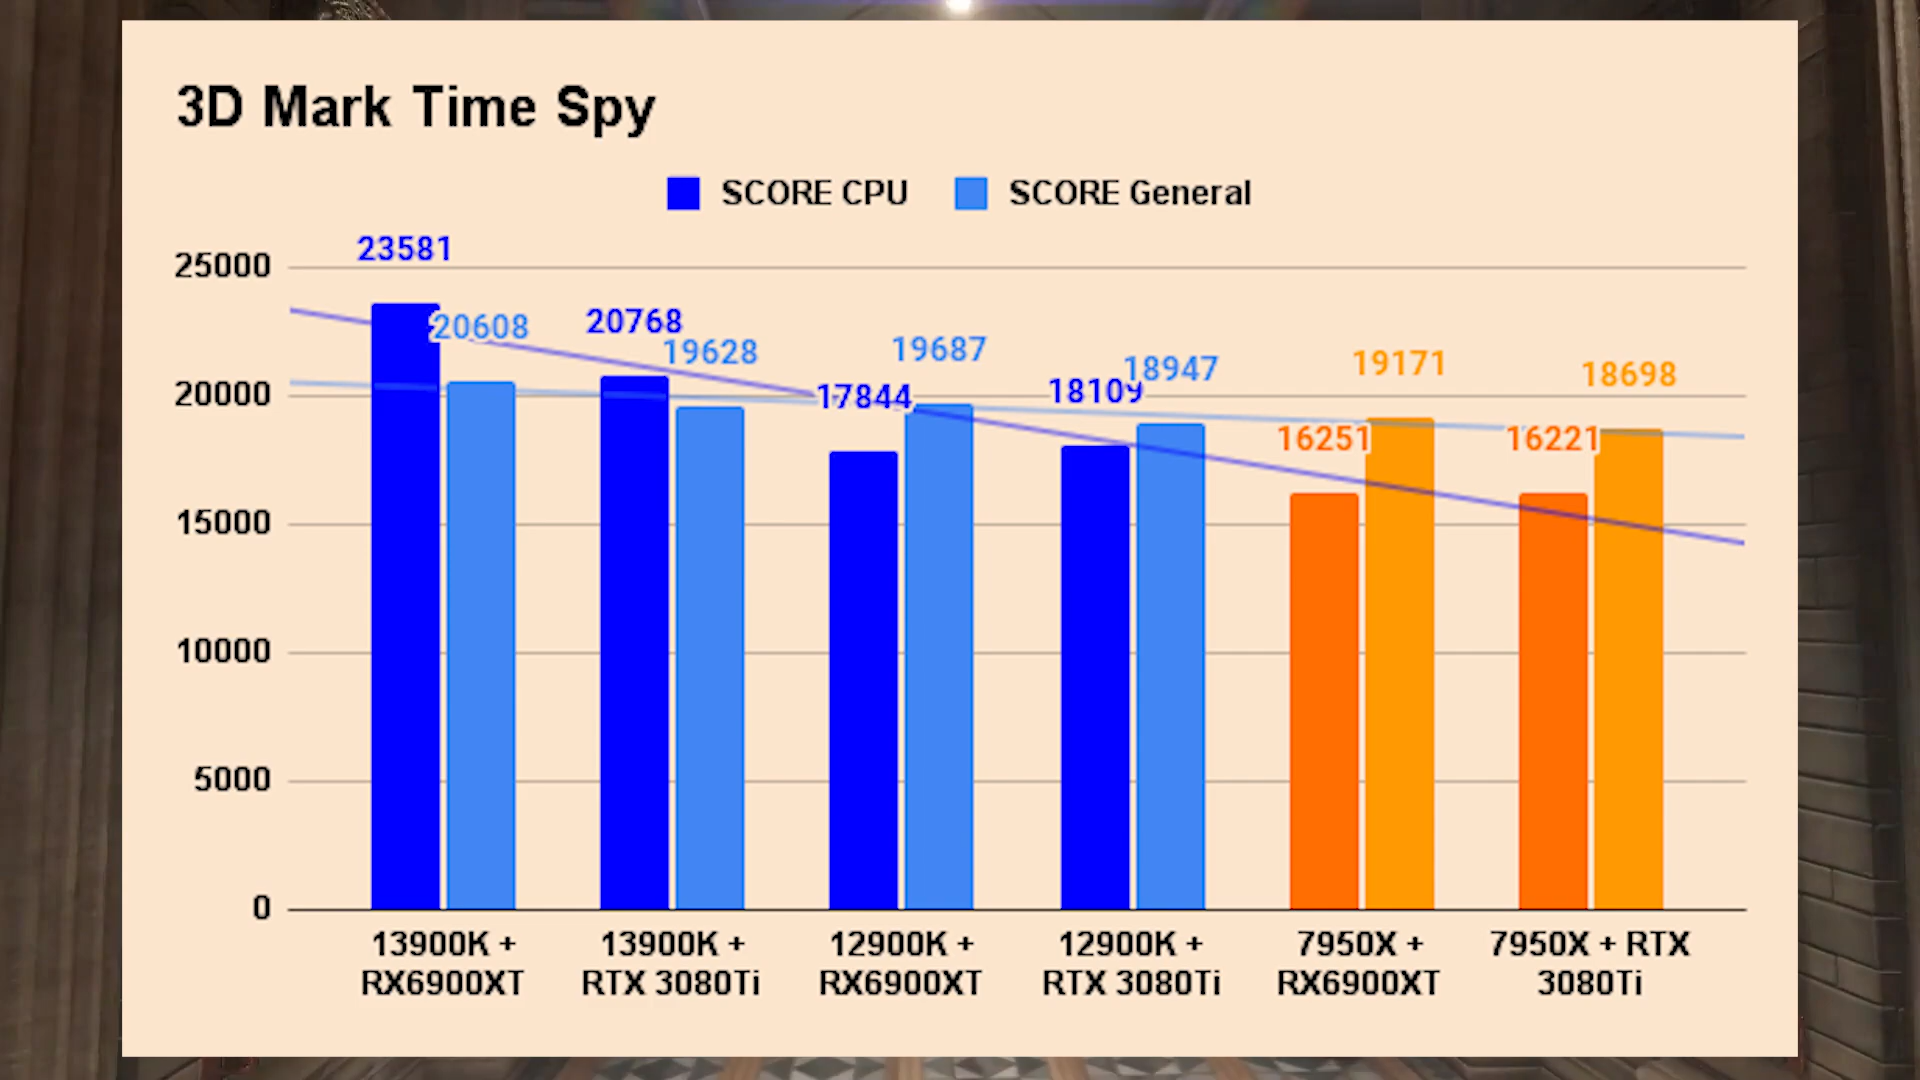 3D Mark Time Spy
SCORE CPU
SCORE General
25000
20000
15000
10000
5000
0
23581
20608
20768
19628
17844
19687
18109
18947
16251
19171
16221
18698
13900K +
RX6900XT
13900K +
RTX 3080Ti
12900K +
RX6900XT
12900K +
RTX 3080Ti
7950X +
RX6900XT
7950X + RTX
3080Ti